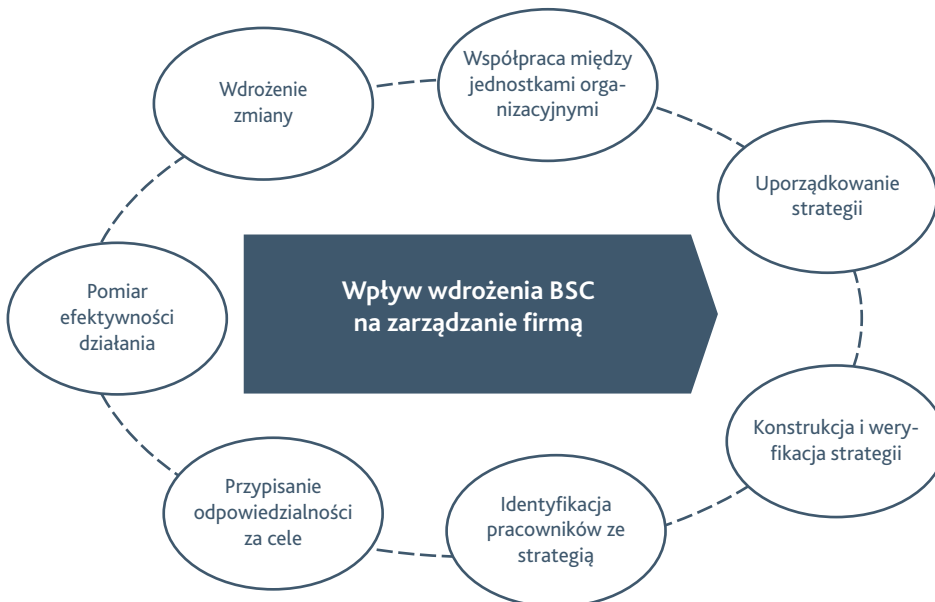 Wdrożenie
zmiany
Współpraca między
jednostkami orga-
nizacyjnymi
Uporządkowanie
strategii
Wpływ wdrożenia BSC
na zarządzanie firmą
Pomiar
efektywności
działania
Konstrukcja i wery-
fikacja strategii
Przypisanie
odpowiedzialności
za cele
Identyfikacja
pracowników ze
strategią